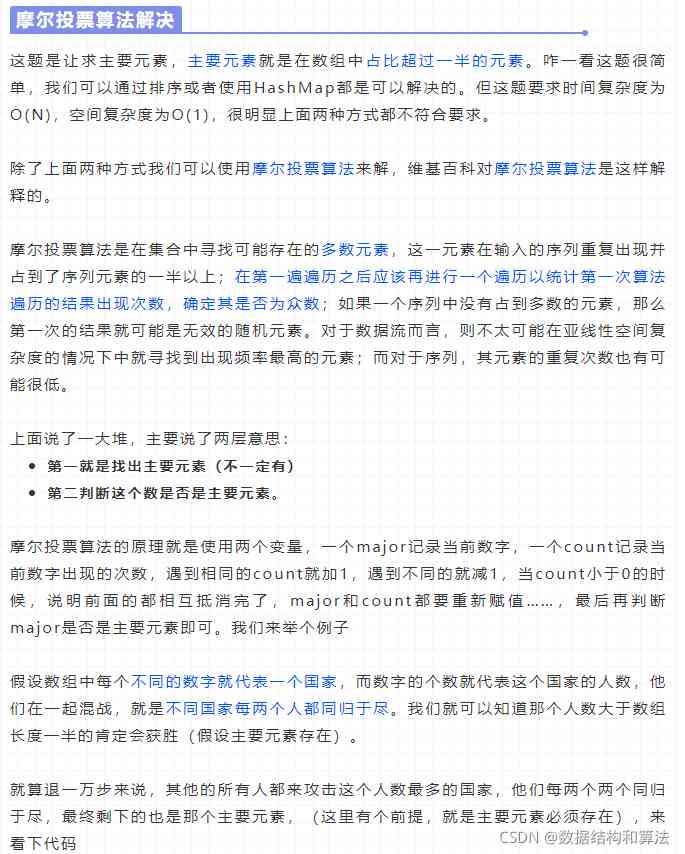 摩尔投票算法解决
这题是让求主要元素，主要元素就是在数组中占比超过一半的元素。咋一看这题很简
单，我们可以通过排序或者使用HashMap都是可以解决的。但这题要求时间复杂度为
O(N)，空间复杂度为O(1)，很明显上面两种方式都不符合要求。
除了上面两种方式我们可以使用摩尔投票算法来解，维基百科对摩尔投票算法是这样解
释的。
摩尔投票算法是在集合中寻找可能存在的多数元素，这一元素在输入的序列重复出现并
占到了序列元素的一半以上；在第一遍遍历之后应该再进行一个遍历以统计第一次算法
遍历的结果出现次数，确定其是否为众数；如果一个序列中没有占到多数的元素，那么
第一次的结果就可能是无效的随机元素。对于数据流而言，则不太可能在亚线性空间复
杂度的情况下中就寻找到出现频率最高的元素；而对于序列，其元素的重复次数也有可
能很低。
上面说了一大堆，主要说了两层意思：
• 第一就是找出主要元素（不一定有）
• 第二判断这个数是否是主要元素。
摩尔投票算法的原理就是使用两个变量，一个major记录当前数字，一个count记录当
前数字出现的次数，遇到相同的count就加1，遇到不同的就减1，当count小于0的时
候，说明前面的都相互抵消完了，major和count都要重新赋值……，最后再判断
major是否是主要元素即可。我们来举个例子
假设数组中每个不同的数字就代表一个国家，而数字的个数就代表这个国家的人数，他
们在一起混战，就是不同国家每两个人都同归于尽。我们就可以知道那个人数大于数组
长度一半的肯定会获胜（假设主要元素存在）。
就算退一万步来说，其他的所有人都来攻击这个人数最多的国家，他们每两个两个同归
于尽，最终剩下的也是那个主要元素，（这里有个前提，就是主要元素必须存在），来
看下代码
CSDN @数据结构和算法